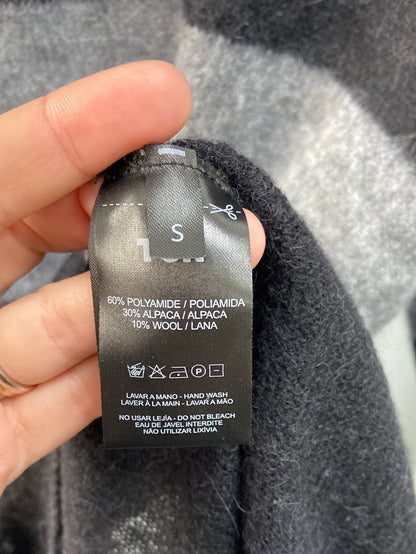 S
60% POLYAMIDE / POLIAMIDA
30% ALPACA / ALPACA
10% WOOL / LANA
LAVAR A MANO - HAND WASH
LAVER À LA MAIN - LAVAR A MÃO
NO USAR LEJÍA - DO NOT BLEACH
EAU DE JAVEL INTERDITE
NÃO UTILIZAR LIXÍVIA